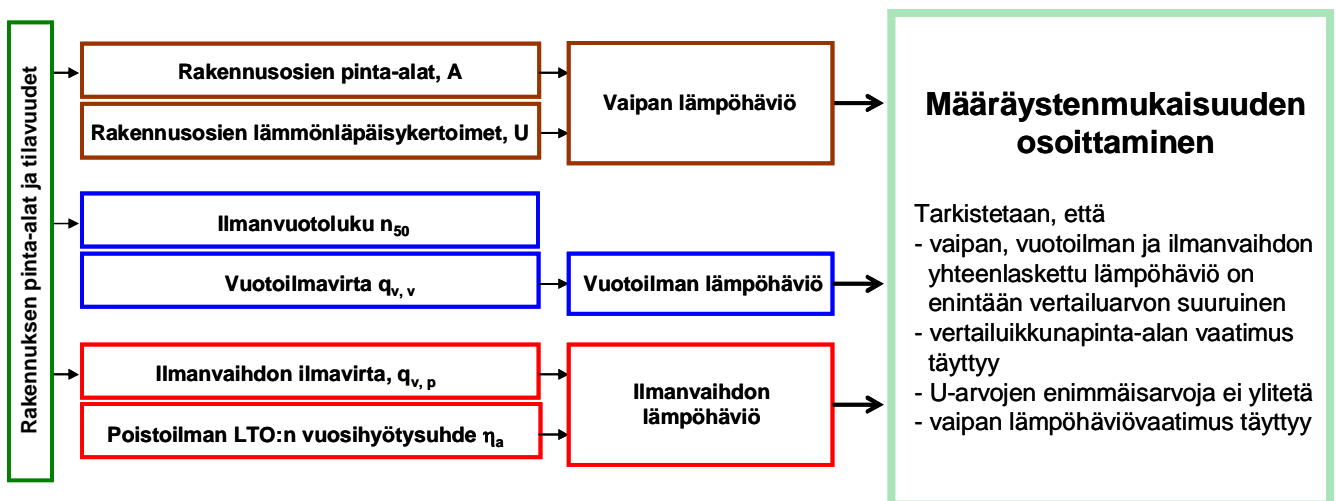 Rakennuksen pinta-alat ja tilavuudet
Rakennusosien pinta-alat, A
Rakennusosien lämmönläpäisykertoimet, U
Vaipan lämpöhäviö
Ilmanvuotoluku n50
Vuotoilmavirta qv, v
Vuotoilman lämpöhäviö
Ilmanvaihdon ilmavirta, qv, p
Poistoilman LTO:n vuosihyötysuhde ηa
Ilmanvaihdon
lämpöhäviö
Määräystenmukaisuuden
osoittaminen
Tarkistetaan, että
- vaipan, vuotoilman ja ilmanvaihdon
yhteenlaskettu lämpöhäviö on
enintään vertailuarvon suuruinen
- vertailuikkunapinta-alan vaatimus
täyttyy
- U-arvojen enimmäisarvoja ei ylitetä
- vaipan lämpöhäviövaatimus täyttyy